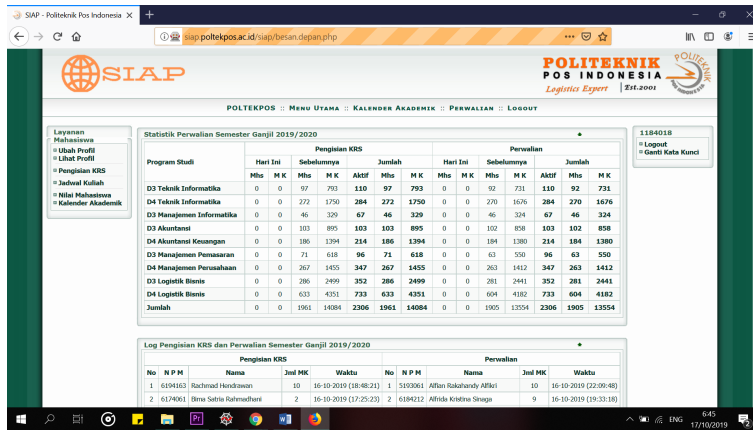 SIAP - Politeknik Pos Indonesia
siap.poltekpos.ac.id/siap/besan.depan.php
SIAP
POLITEKNIK
POS INDONESIA
Logistics Expert | Est.2001
POLTEKPOS :: Menu Utama :: Kalender Akademik :: Perwalian :: Logout
Layanan
Mahasiswa
Ubah Profil
Lihat Profil
Pengisian KRS
Jadwal Kuliah
Nilai Mahasiswa
Kalender Akademik
Statistik Perwalian Semester Ganjil 2019/2020
Program Studi Pengisian KRS Perwalian
Hari Ini Sebelumnya Jumlah Hari Ini Sebelumnya Jumlah
Mhs M K Mhs M K Aktif Mhs M K Mhs M K Mhs M K Aktif Mhs M K
D3 Teknik Informatika 0 0 97 793 110 97 793 0 0 92 731 110 92 731
D4 Teknik Informatika 0 0 272 1750 284 272 1750 0 0 270 1676 284 270 1676
D3 Manajemen Informatika 0 0 46 329 67 46 329 0 0 46 324 67 46 324
D3 Akuntansi 0 0 103 895 103 103 895 0 0 102 858 103 102 858
D4 Akuntansi Keuangan 0 0 186 1394 214 186 1394 0 0 184 1380 214 184 1380
D3 Manajemen Pemasaran 0 0 71 618 96 71 618 0 0 63 550 96 63 550
D4 Manajemen Perusahaan 0 0 267 1455 347 267 1455 0 0 263 1412 347 263 1412
D3 Logistik Bisnis 0 0 286 2499 352 286 2499 0 0 281 2441 352 281 2441
D4 Logistik Bisnis 0 0 633 4351 733 633 4351 0 0 604 4182 733 604 4182
Jumlah 0 0 1961 14084 2306 1961 14084 0 0 1905 13554 2306 1905 13554
1184018
Logout
Ganti Kata Kunci
Log Pengisian KRS dan Perwalian Semester Ganjil 2019/2020
Pengisian KRS Perwalian
No N P M Nama Jml MK Waktu No N P M Nama Jml MK Waktu
1 6194163 Rachmad Hendrawan 10 16-10-2019 (18:48:21) 1 5193061 Alfian Rakahandy Alfikri 10 16-10-2019 (22:09:48)
2 6174061 Bima Satria Rahmadhani 2 16-10-2019 (17:25:23) 2 6184212 Alfrida Kristina Sinaga 9 16-10-2019 (19:33:18)
ENG
6:45
17/10/2019